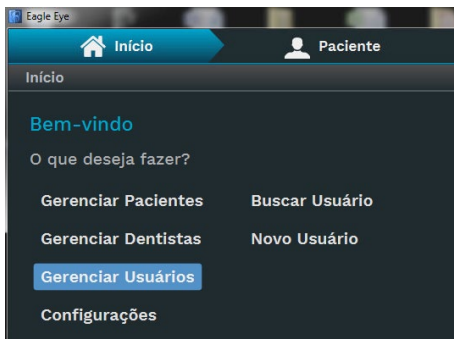 Eagle Eye
Início
Paciente
Início
Bem-vindo
O que deseja fazer?
Gerenciar Pacientes
Buscar Usuário
Gerenciar Dentistas
Novo Usuário
Gerenciar Usuários
Configurações